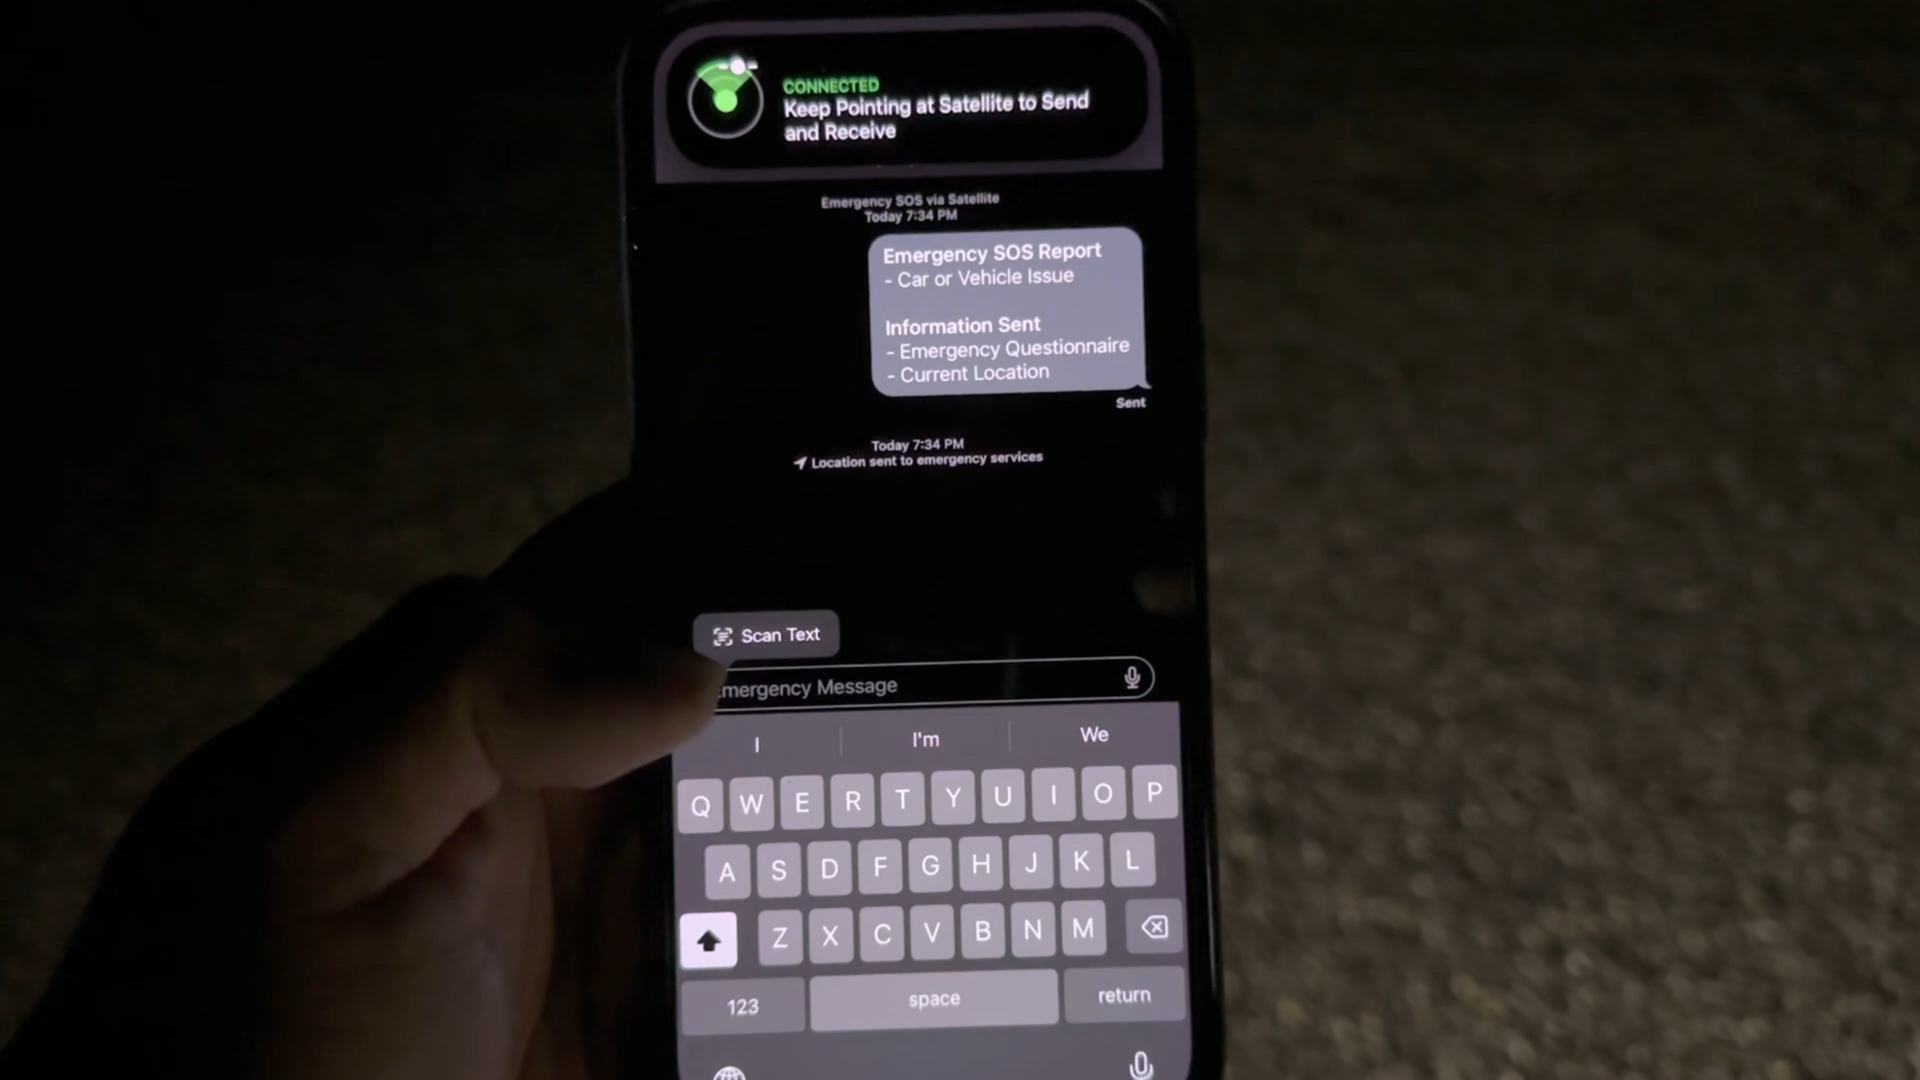 CONNECTED
Keep Pointing at Satellite to Send
and Receive
Emergency SOS via Satellite
Today 7:34 PM
Emergency SOS Report
- Car or Vehicle Issue
Information Sent
- Emergency Questionnaire
- Current Location
Sent
Today 7:34 PM
Location sent to emergency services
Scan Text
mergency Message
I
I'm
We
Q W E R T Y U I O P
A S D F G H J K L
Z X C V B N M
123
space
return